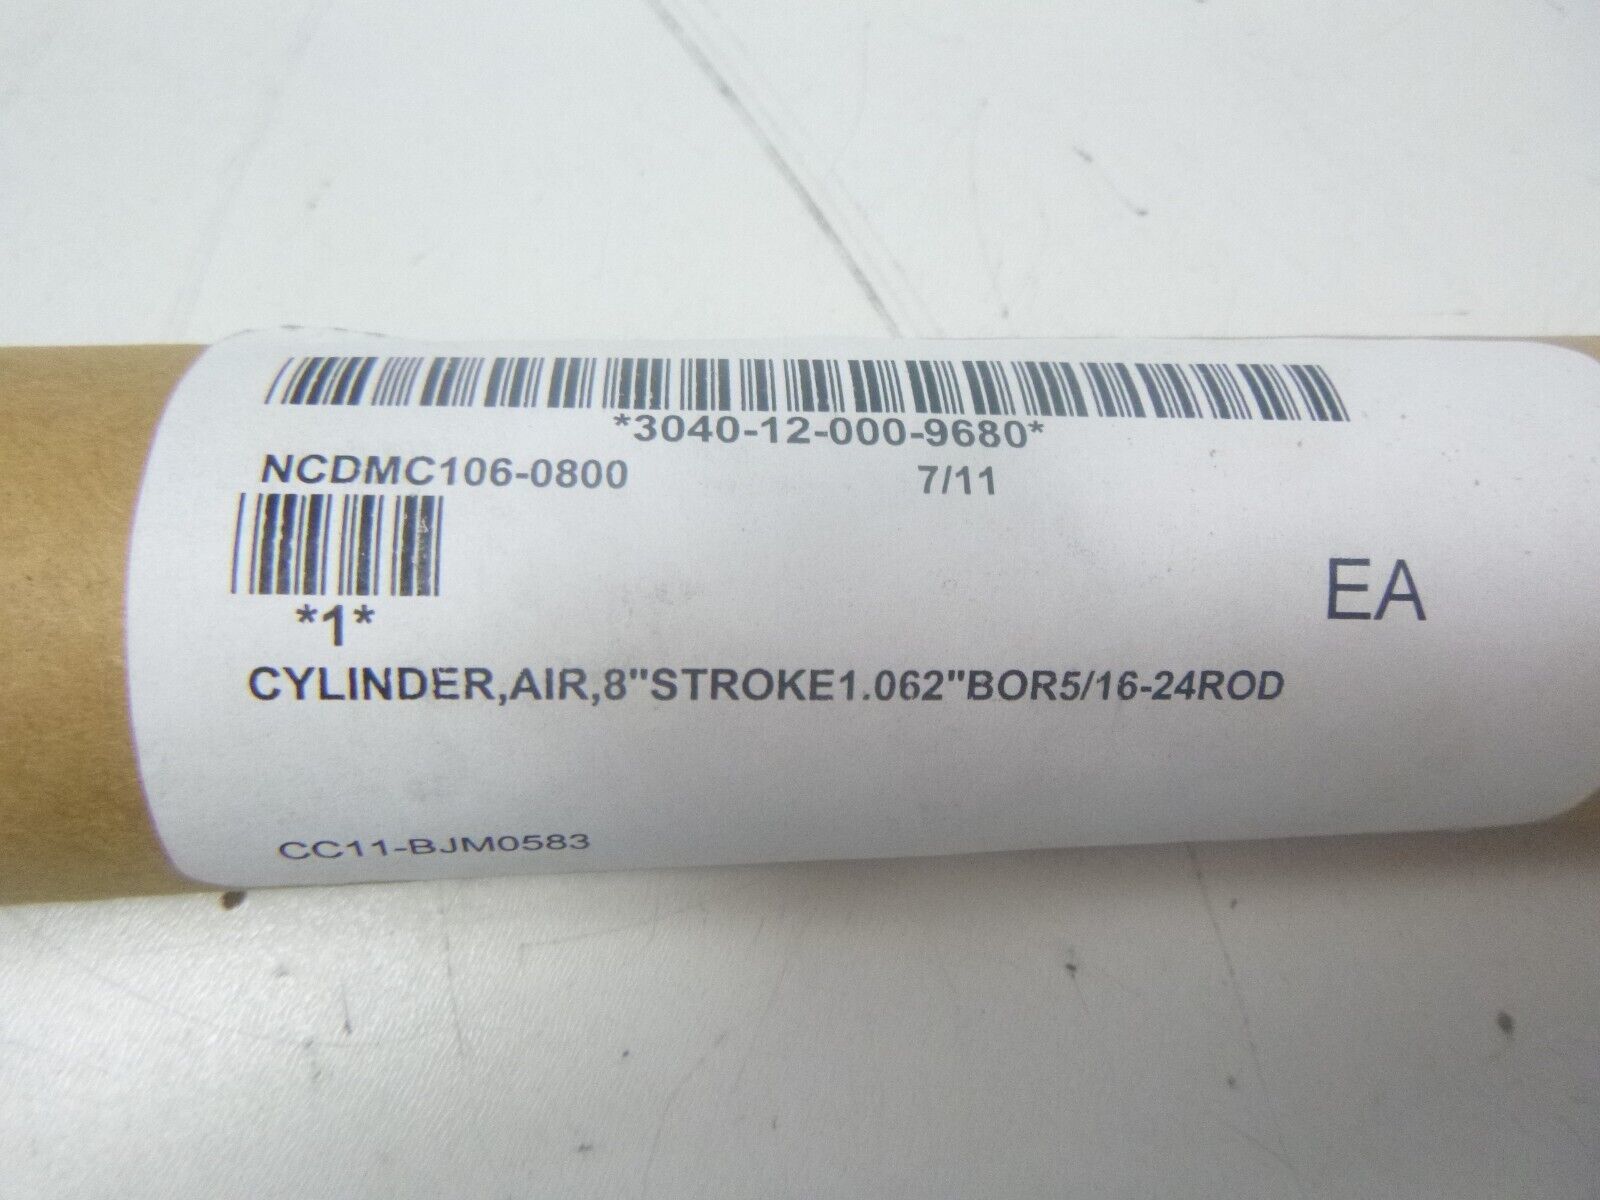 *3040-12-000-9680*
NCDMC106-0800 7/11
*1*
EA
CYLINDER,AIR,8"STROKE1.062"BOR5/16-24ROD
CC11-BJM0583